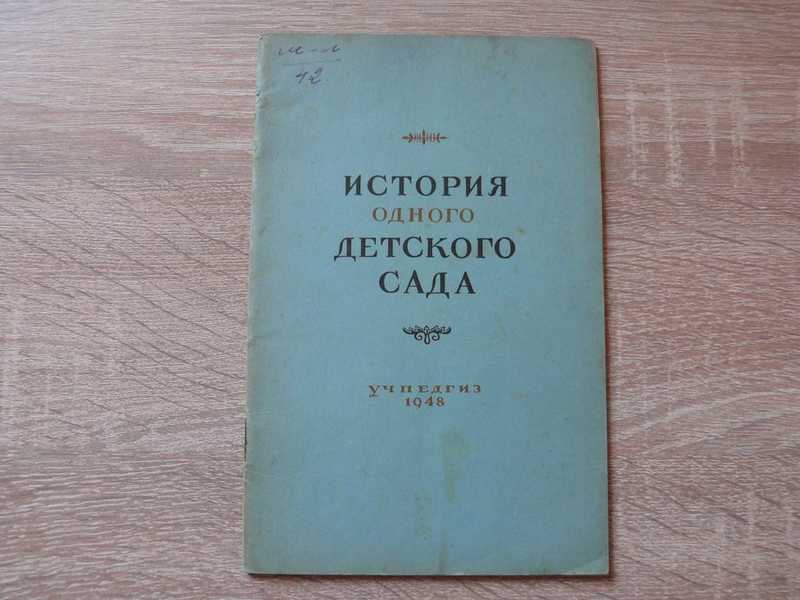 42
ИСТОРИЯ
ОДНОГО
ДЕТСКОГО
САДА
УЧПЕДГИЗ
1948